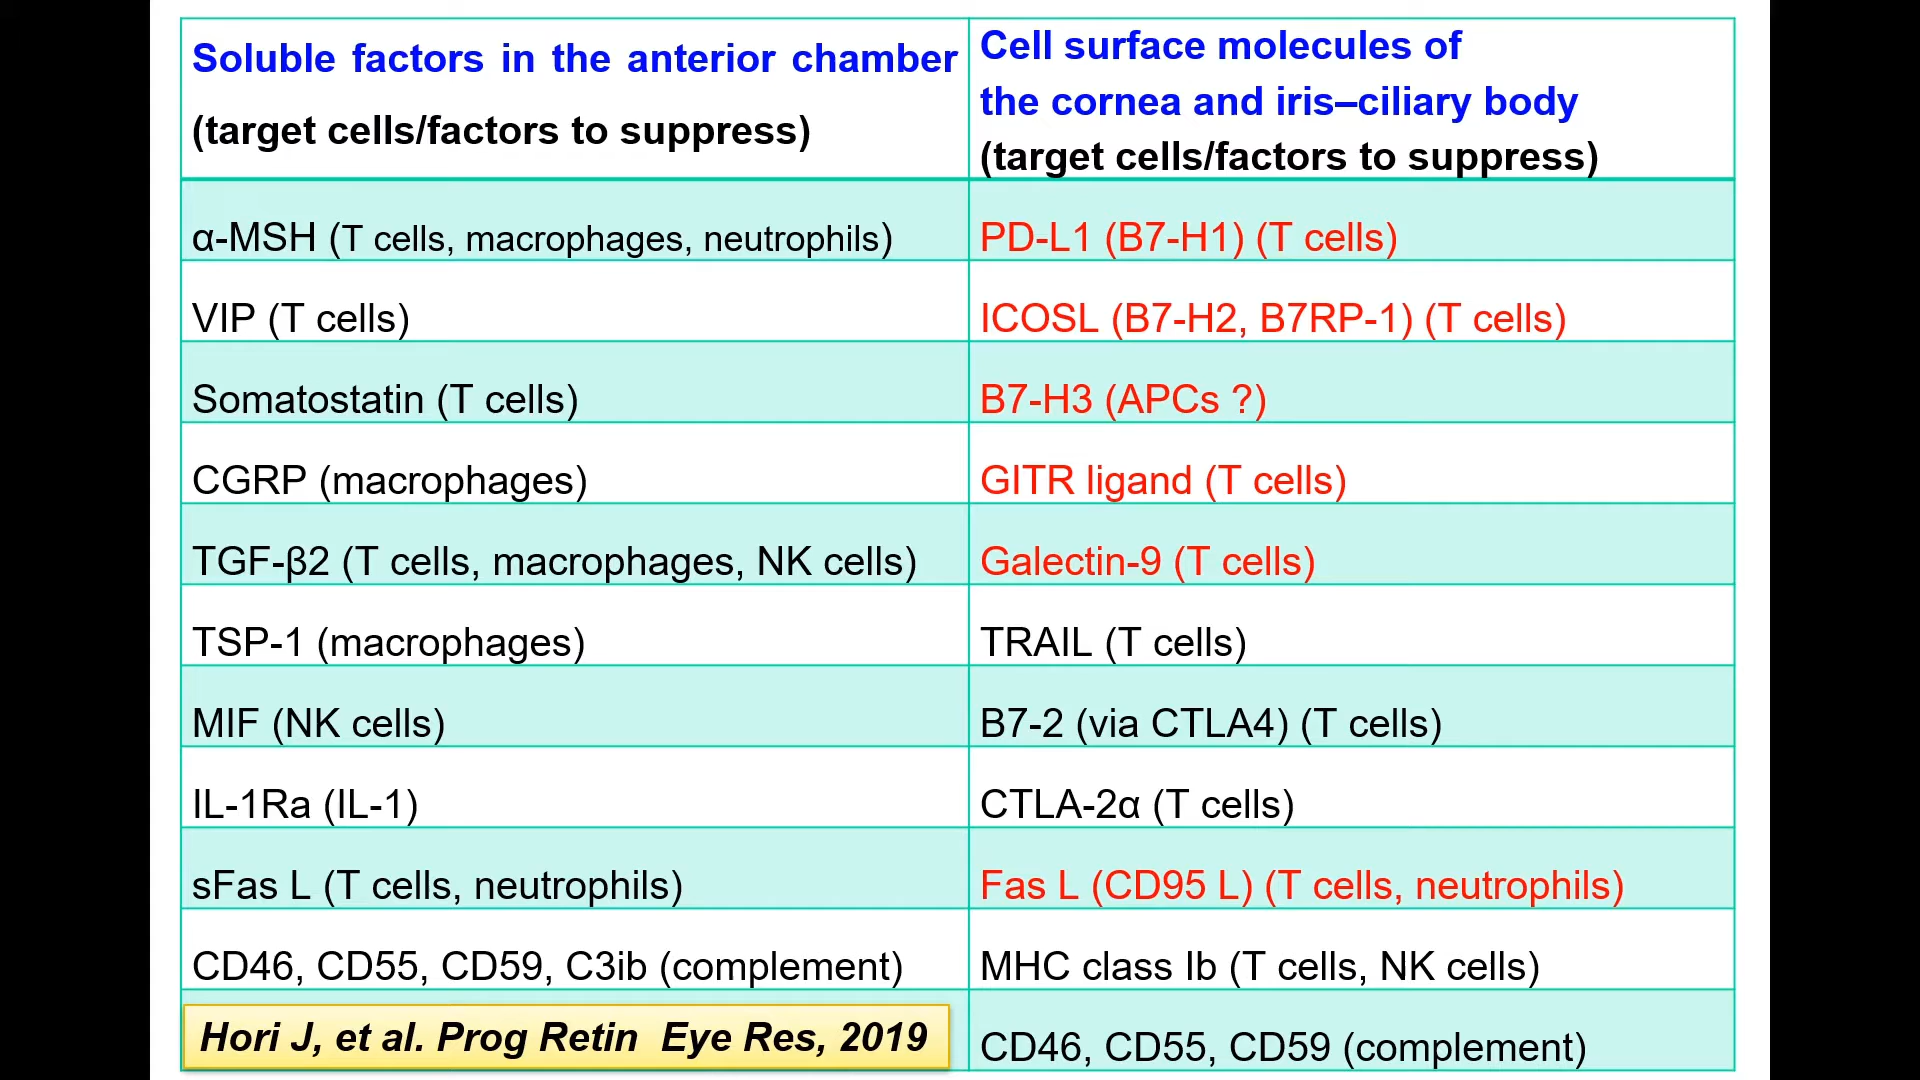 Soluble factors in the anterior chamber
(target cells/factors to suppress)
Cell surface molecules of
the cornea and iris–ciliary body
(target cells/factors to suppress)
α-MSH (T cells, macrophages, neutrophils)
PD-L1 (B7-H1) (T cells)
VIP (T cells)
ICOSL (B7-H2, B7RP-1) (T cells)
Somatostatin (T cells)
B7-H3 (APCs ?)
CGRP (macrophages)
GITR ligand (T cells)
TGF-β2 (T cells, macrophages, NK cells)
Galectin-9 (T cells)
TSP-1 (macrophages)
TRAIL (T cells)
MIF (NK cells)
B7-2 (via CTLA4) (T cells)
IL-1Ra (IL-1)
CTLA-2α (T cells)
sFas L (T cells, neutrophils)
Fas L (CD95 L) (T cells, neutrophils)
CD46, CD55, CD59, C3ib (complement)
MHC class Ib (T cells, NK cells)
Hori J, et al. Prog Retin  Eye Res, 2019
CD46, CD55, CD59 (complement)